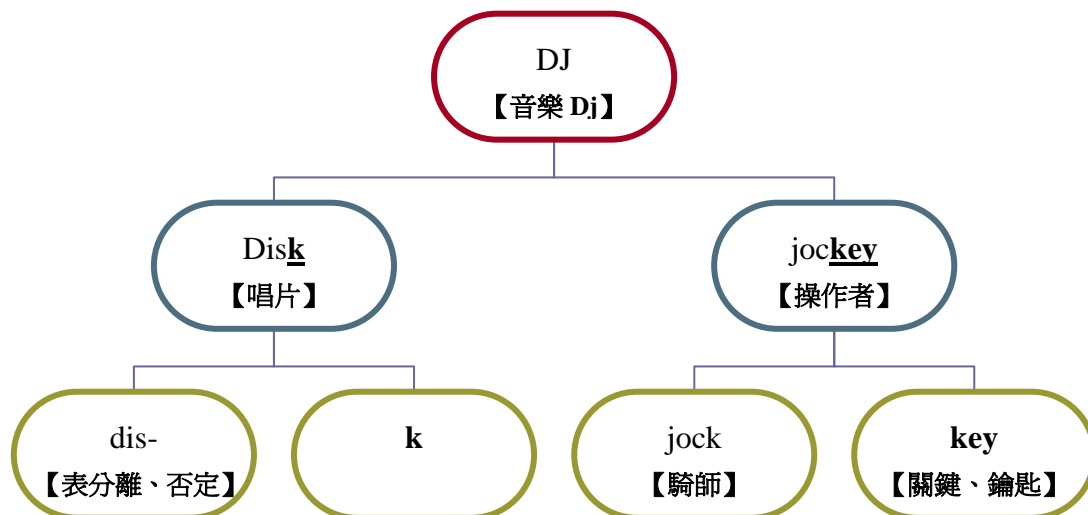 DJ
【音樂 Dj】
Disk
【唱片】
jockey
【操作者】
dis-
【表分離、否定】
k
jock
【騎師】
key
【關鍵、鑰匙】